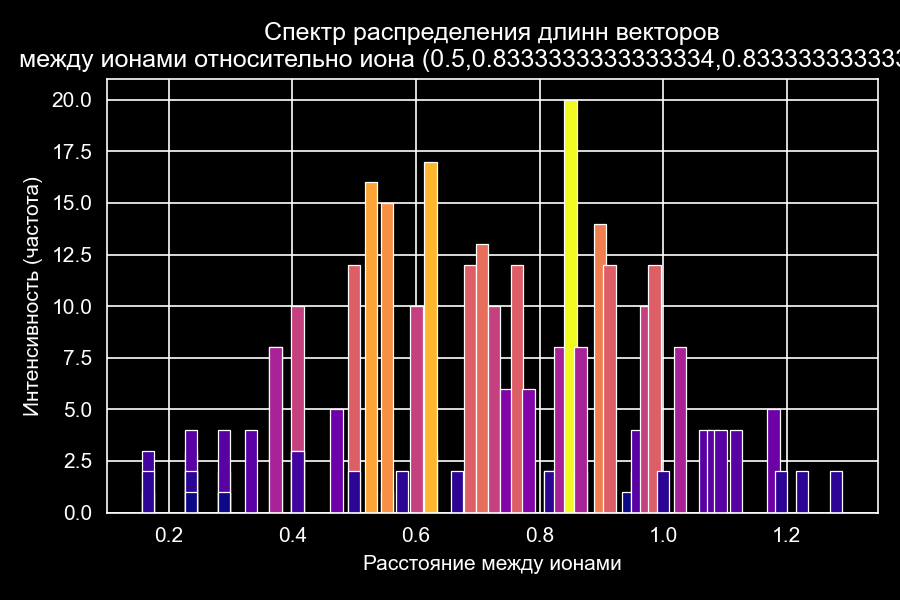 Спектр распределения длинн векторов
между ионами относительно иона (0.5,0.8333333333333334,0.833333333333
Интенсивность (частота)
20.0
17.5
15.0
12.5
10.0
7.5
5.0
2.5
0.0
0.2 0.4 0.6 0.8 1.0 1.2
Расстояние между ионами